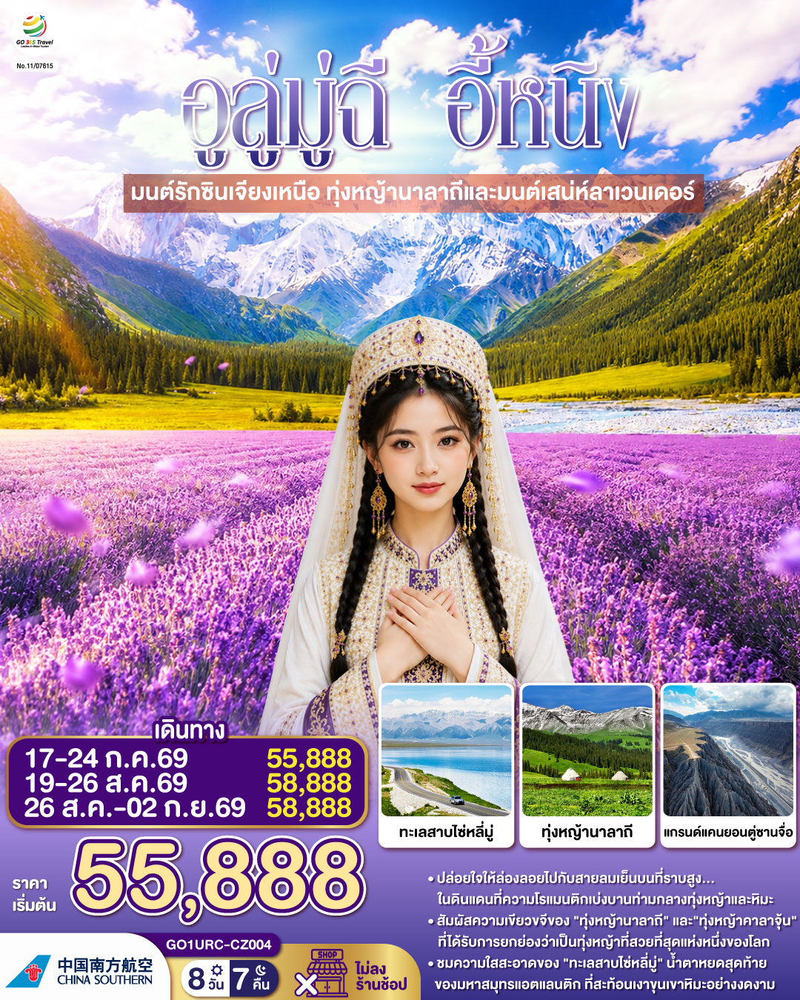 GO 365 Travel
Leaders in Global Tourism
No.11/07615
อูลู่มู่ฉี อี้หนิง
มนต์รักซินเจียงเหนือ ทุ่งหญ้านาลาถีและมนต์เสน่ห์ลาเวนเดอร์
เดินทาง
17-24 ก.ค.69 55,888
19-26 ส.ค.69 58,888
26 ส.ค.-02 ก.ย.69 58,888
ราคา
เริ่มต้น
55,888
ทะเลสาบไซ่หลี่มู่
ทุ่งหญ้านาลาถี
แกรนด์แคนยอนตู่ซานจื่อ
• ปล่อยใจให้ล่องลอยไปกับสายลมเย็นบนที่ราบสูง...
ในดินแดนที่ความโรแมนติกเบ่งบานท่ามกลางทุ่งหญ้าและหิมะ
• สัมผัสความเขียวขจีของ "ทุ่งหญ้านาลาถี" และ"ทุ่งหญ้าคาลาจุ้น"
ที่ได้รับการยกย่องว่าเป็นทุ่งหญ้าที่สวยที่สุดแห่งหนึ่งของโลก
• ชมความใสสะอาดของ "ทะเลสาบไซ่หลี่มู่" น้ำตาหยดสุดท้าย
ของมหาสมุทรแอตแลนติก ที่สะท้อนเงาขุนเขาหิมะอย่างงดงาม
中国南方航空
CHINA SOUTHERN
GO1URC-CZ004
8 วัน 7 คืน
SHOP
ไม่ลง
ร้านช้อป